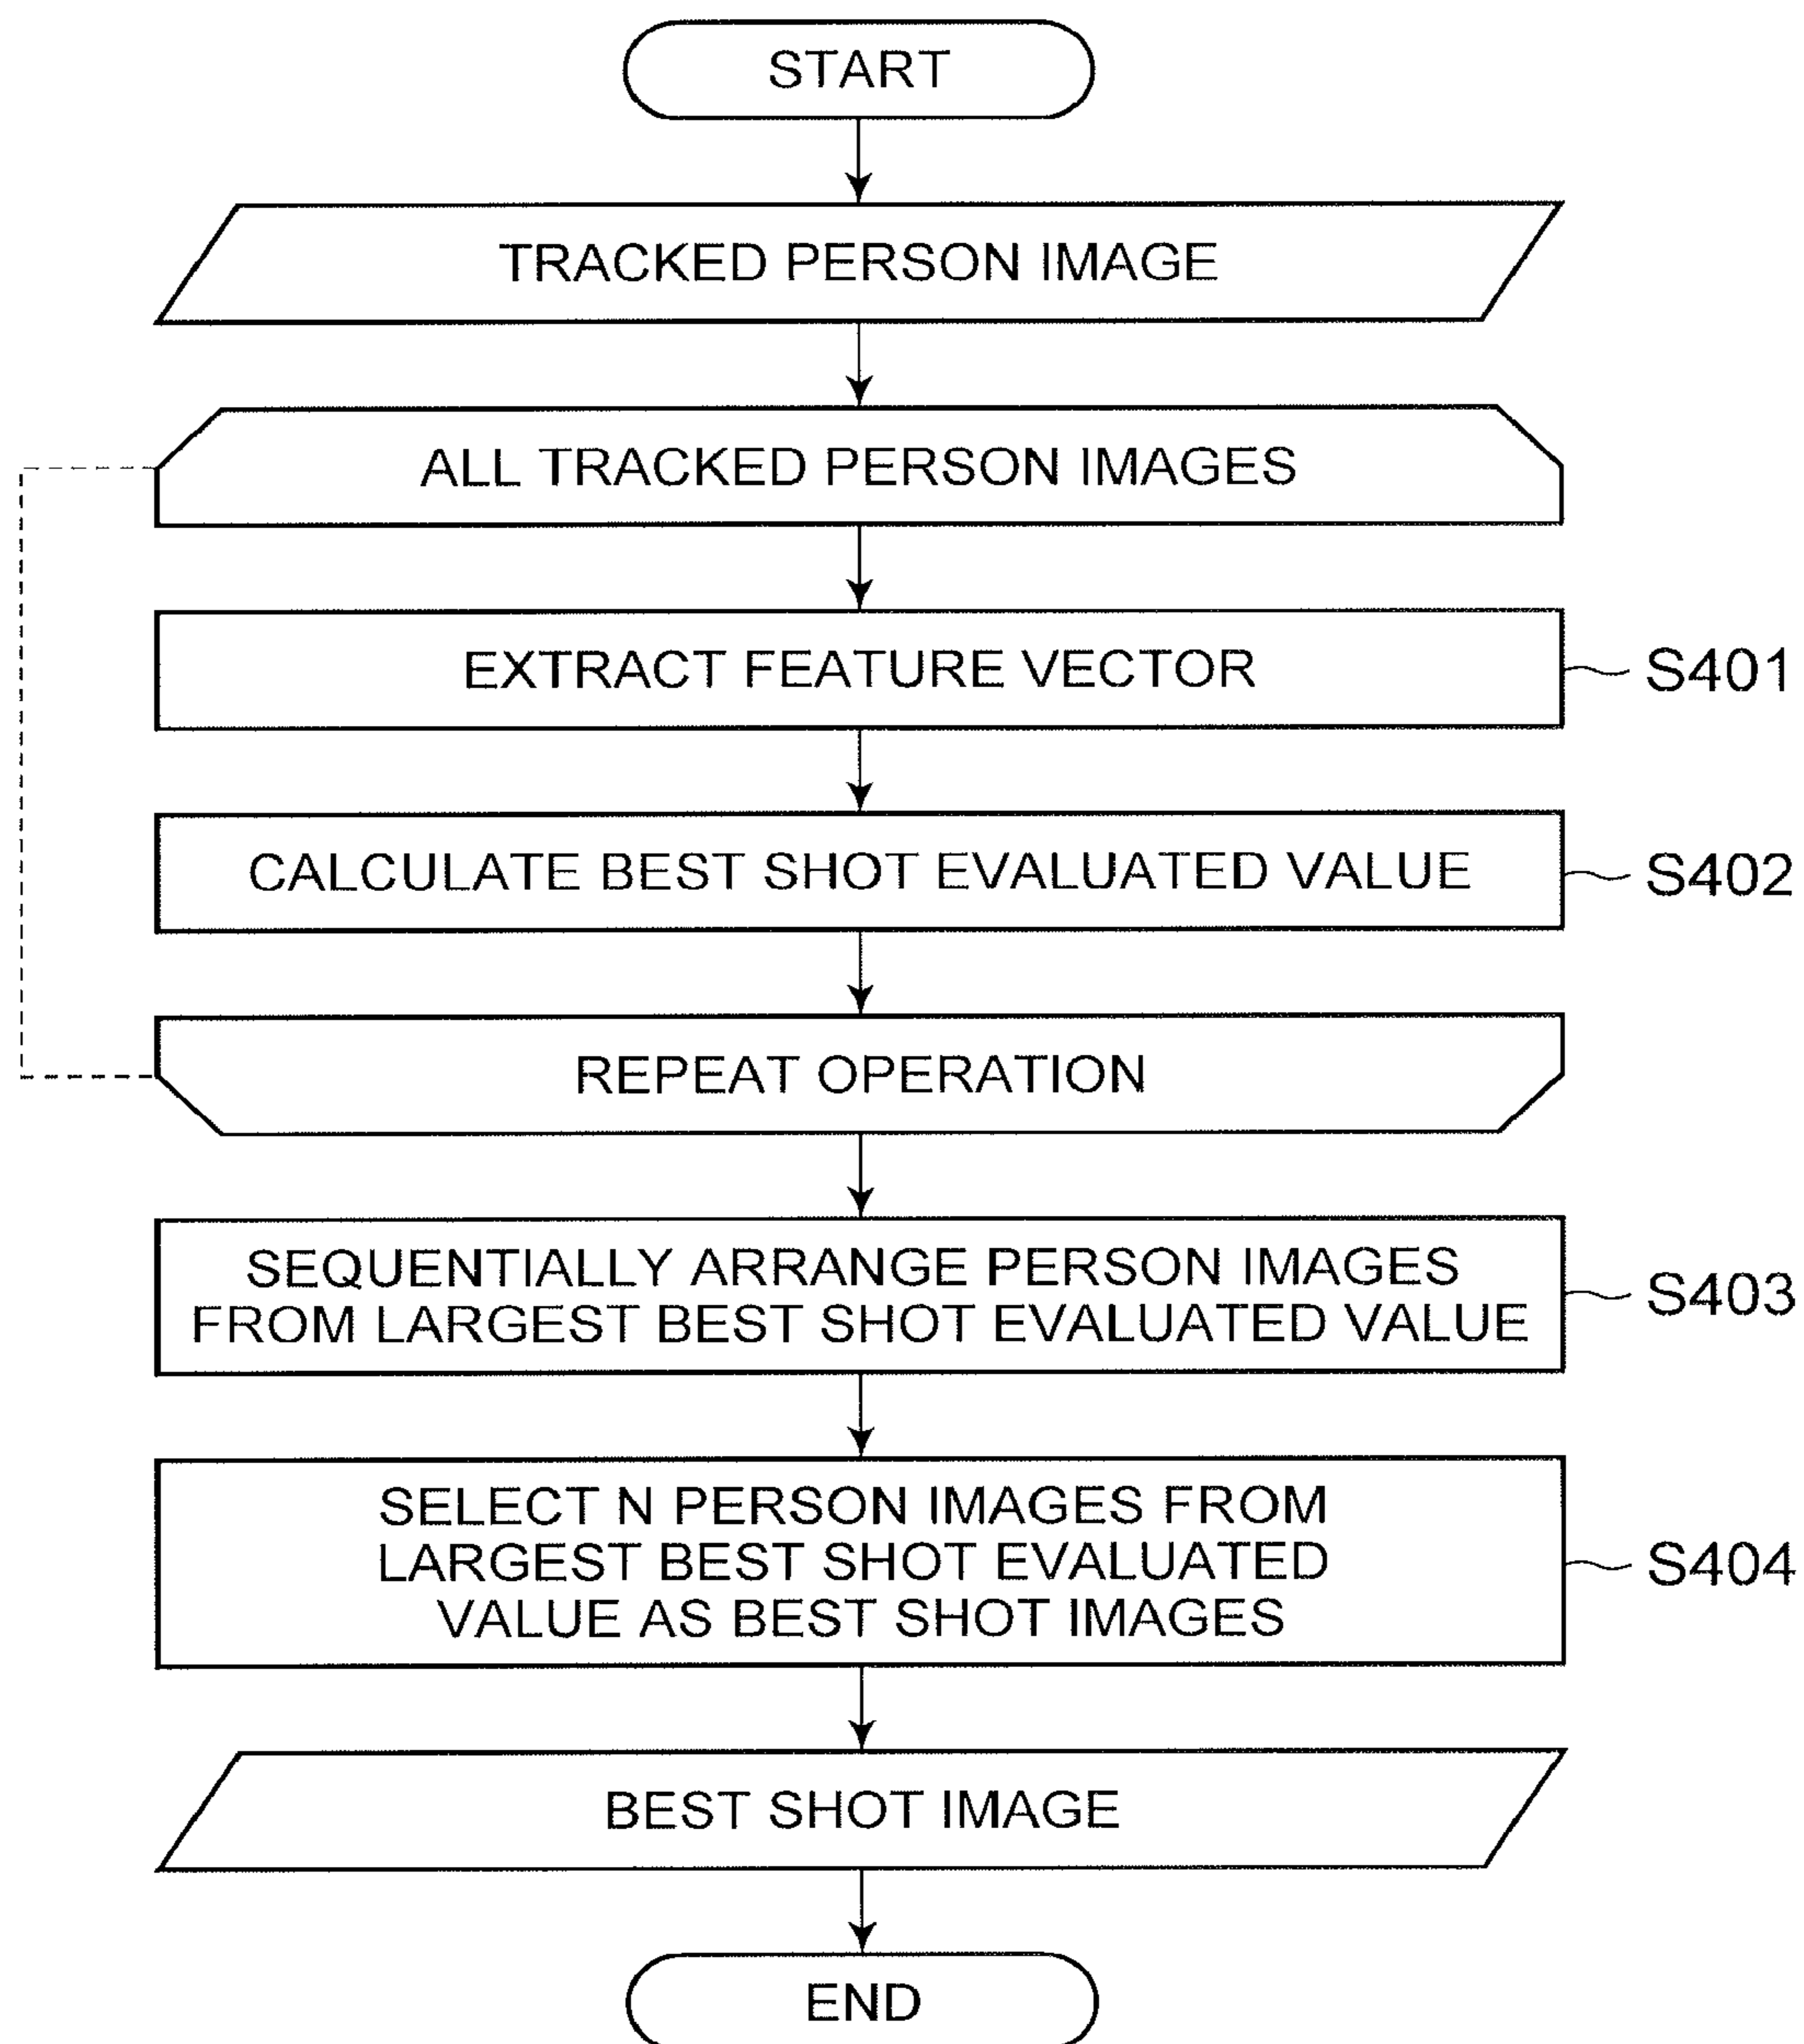 START
TRACKED PERSON IMAGE
ALL TRACKED PERSON IMAGES
EXTRACT FEATURE VECTOR
S401
CALCULATE BEST SHOT EVALUATED VALUE
S402
REPEAT OPERATION
SEQUENTIALLY ARRANGE PERSON IMAGES
FROM LARGEST BEST SHOT EVALUATED VALUE
S403
SELECT N PERSON IMAGES FROM
LARGEST BEST SHOT EVALUATED
VALUE AS BEST SHOT IMAGES
S404
BEST SHOT IMAGE
END